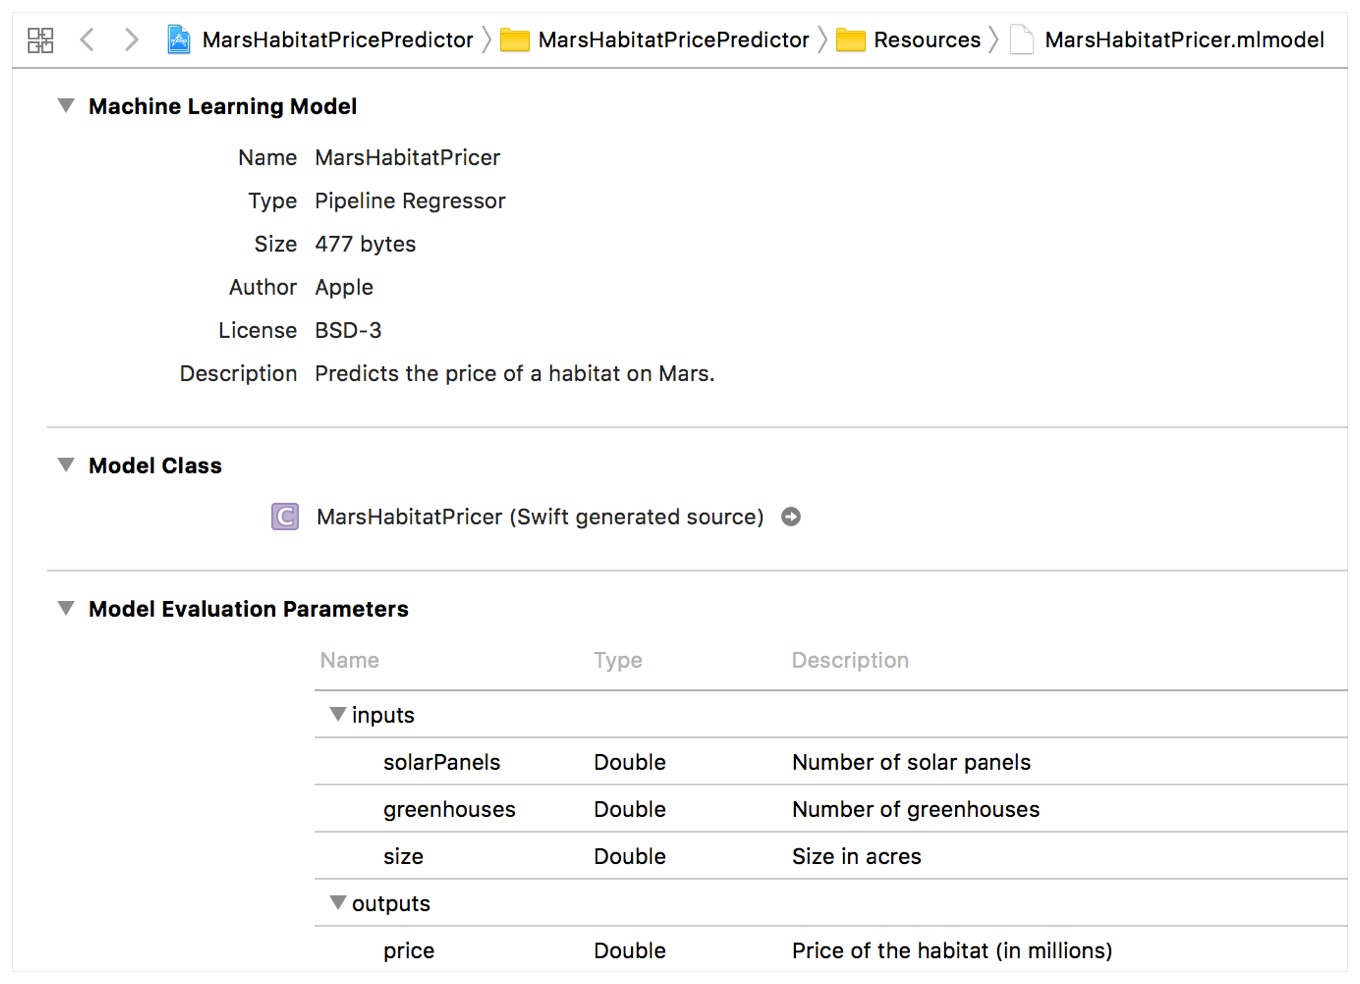 MarsHabitatPricePredictor MarsHabitatPricePredictor Resources MarsHabitatPricer.mlmodel
Machine Learning Model
Name MarsHabitatPricer
Type Pipeline Regressor
Size 477 bytes
Author Apple
License BSD-3
Description Predicts the price of a habitat on Mars.
Model Class
C MarsHabitatPricer (Swift generated source)
Model Evaluation Parameters
Name Type Description
inputs
solarPanels Double Number of solar panels
greenhouses Double Number of greenhouses
size Double Size in acres
outputs
price Double Price of the habitat (in millions)